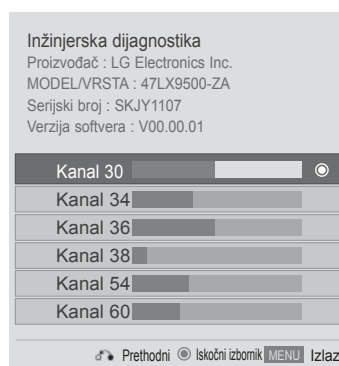 Inžinjerska dijagnostika
Proizvođač : LG Electronics Inc.
MODEL/VRSTA : 47LX9500-ZA
Serijski broj : SKJY1107
Verzija softvera : V00.00.01
Kanal 30
Kanal 34
Kanal 36
Kanal 38
Kanal 54
Kanal 60
Prethodni Iskočni izbornik MENU Izlaz